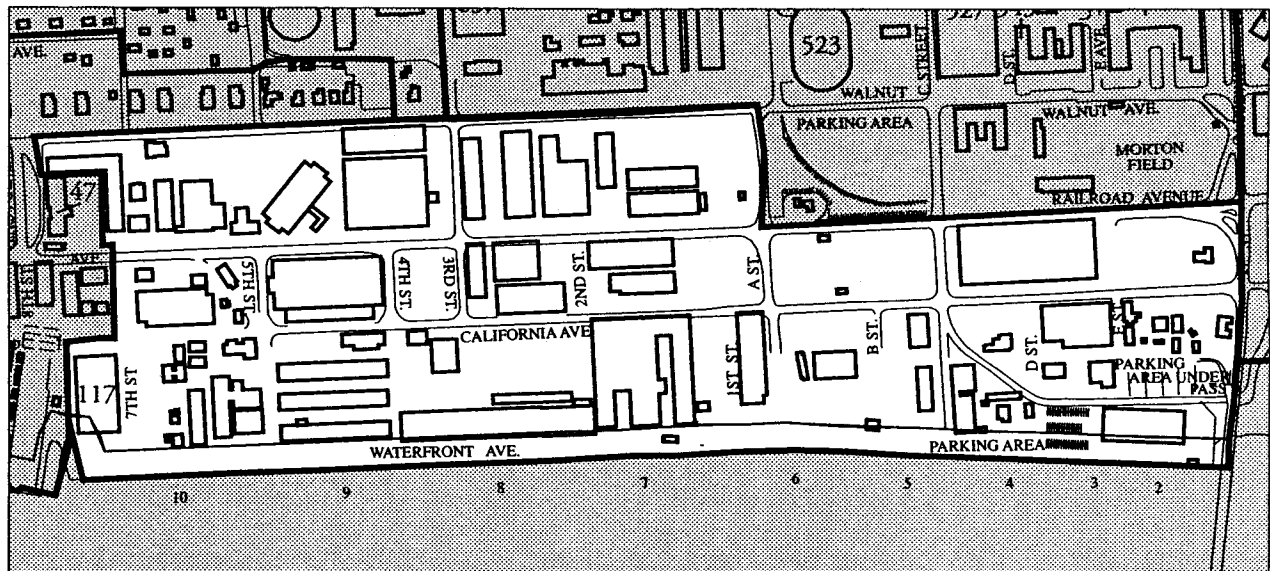 523
C STREET
D ST.
E AVE.
AVE.
WALNUT
WALNUT AVE.
PARKING AREA
MORTON
FIELD
RAILROAD AVENUE
47
AVE
5TH ST.
4TH ST.
3RD ST.
2ND ST.
A ST.
CALIFORNIA AVE
1ST ST.
B ST.
D ST.
E ST.
PARKING
AREA UNDER
PASS
117
7TH ST
WATERFRONT AVE.
PARKING AREA
10
9
8
7
6
5
4
3
2